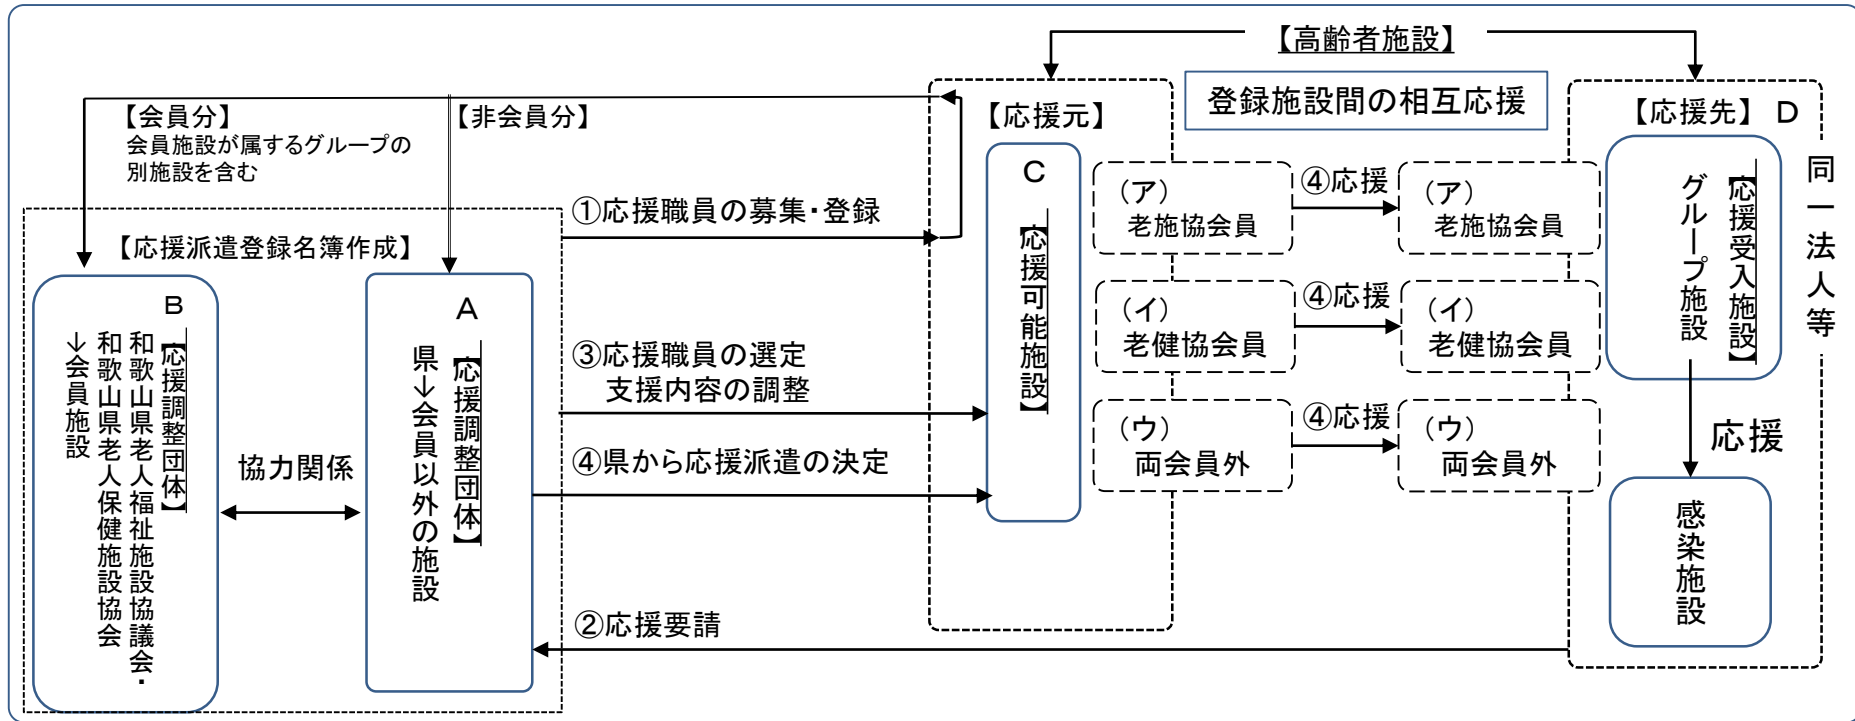 【高齢者施設】
登録施設間の相互応援
【会員分】
会員施設が属するグループの
別施設を含む
【非会員分】
【応援元】
【応援先】 D
同一法人等
①応援職員の募集・登録
【応援派遣登録名簿作成】
B
【応援調整団体】
和歌山県老人福祉施設協議会・
和歌山県老人保健施設協会
↓会員施設
協力関係
A
【応援調整団体】
県↓会員以外の施設
③応援職員の選定
支援内容の調整
④県から応援派遣の決定
②応援要請
C
【応援可能施設】
（ア）
老施協会員
④応援
（ア）
老施協会員
（イ）
老健協会員
④応援
（イ）
老健協会員
（ウ）
両会員外
④応援
（ウ）
両会員外
【応援受入施設】
グループ施設
応援
感染施設